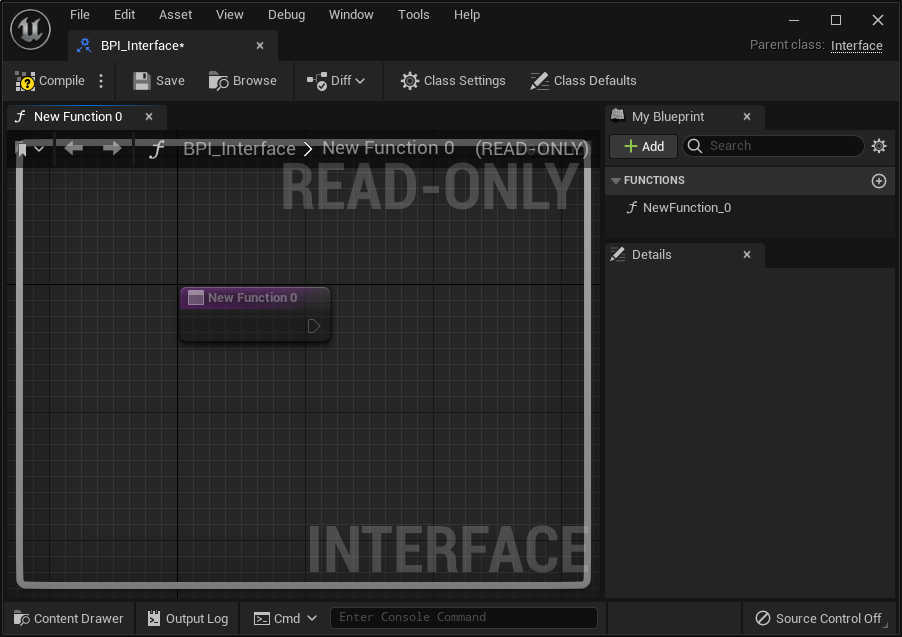 File Edit Asset View Debug Window Tools Help
BPI_Interface*
Parent class: Interface
Compile Save Browse Diff Class Settings Class Defaults
New Function 0
BPI_Interface > New Function 0 (READ-ONLY)
READ-ONLY
New Function 0
INTERFACE
My Blueprint
Add Search
FUNCTIONS
NewFunction_0
Details
Content Drawer Output Log Cmd Enter Console Command Source Control Off